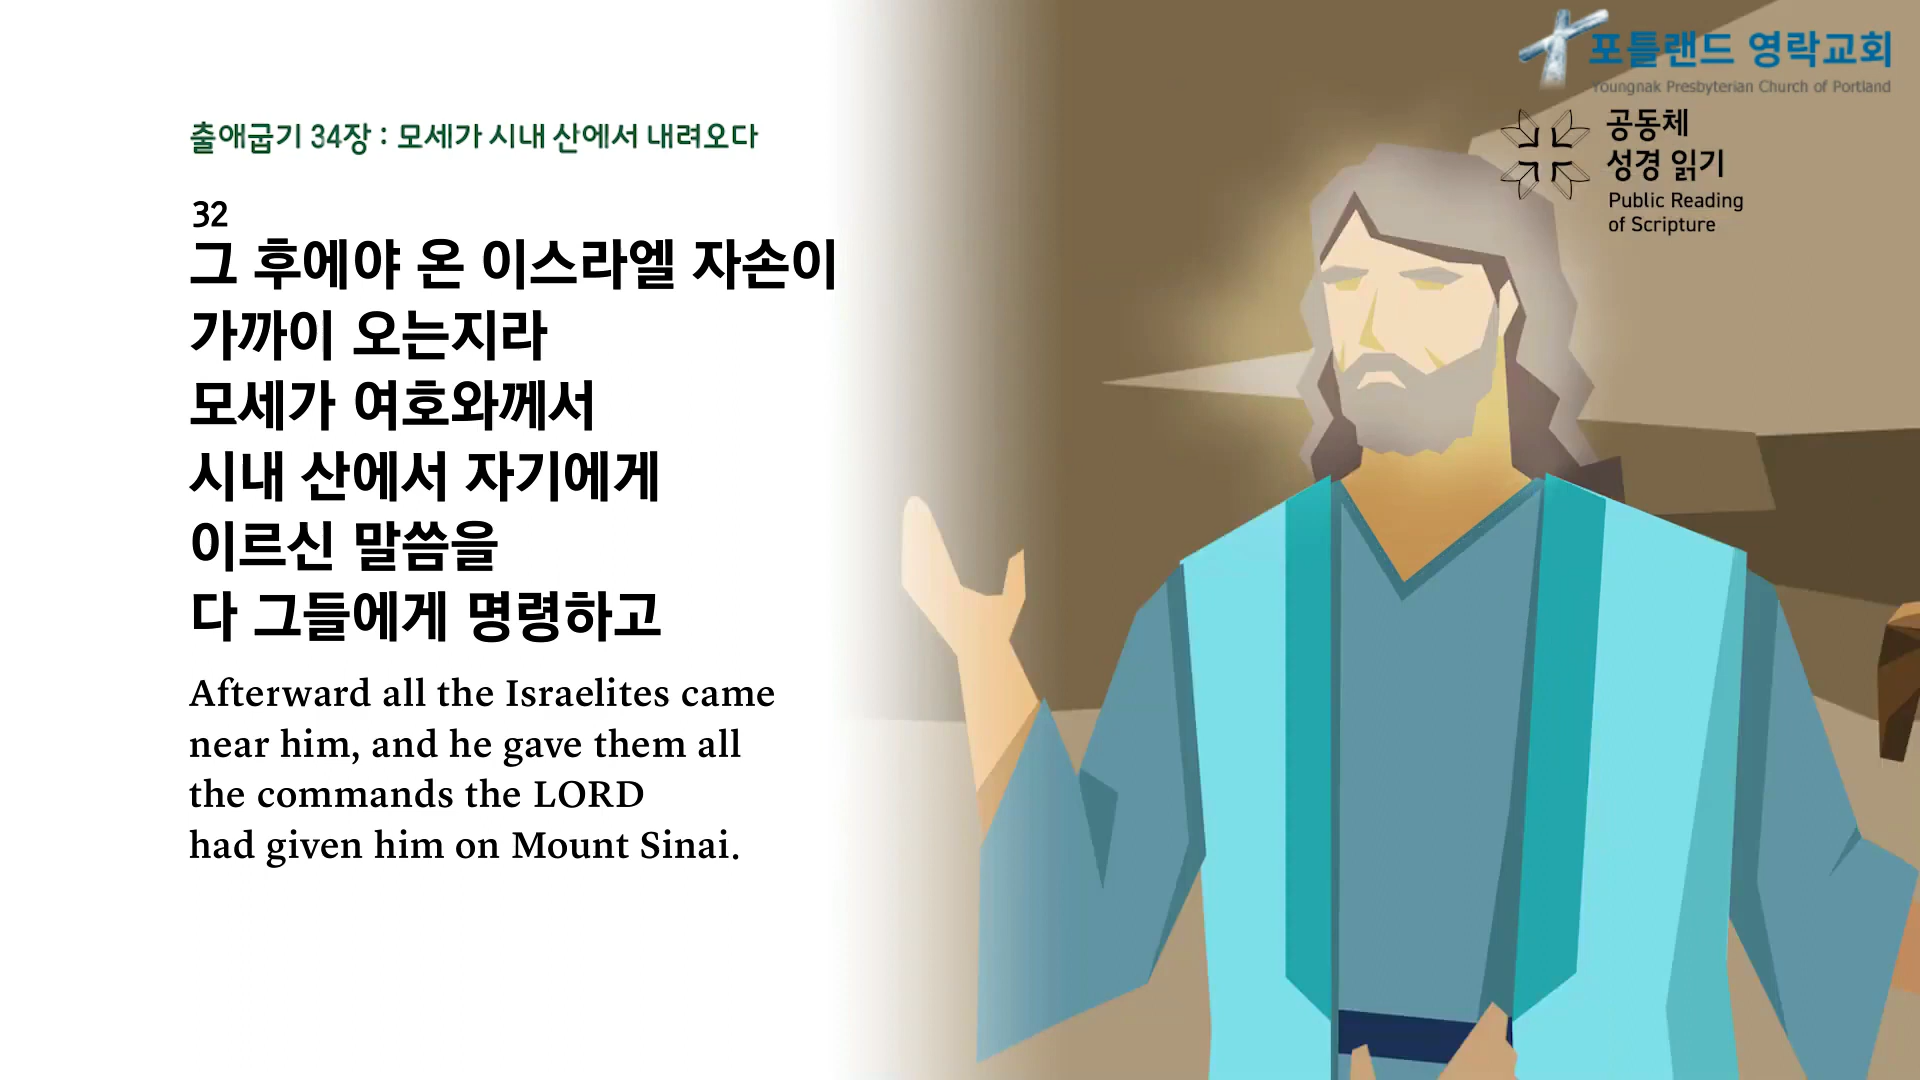 포틀랜드 영락교회
Youngnak Presbyterian Church of Portland
공동체
성경 읽기
Public Reading
of Scripture
출애굽기 34장 : 모세가 시내 산에서 내려오다
32
그 후에야 온 이스라엘 자손이
가까이 오는지라
모세가 여호와께서
시내 산에서 자기에게
이르신 말씀을
다 그들에게 명령하고
Afterward all the Israelites came
near him, and he gave them all
the commands the LORD
had given him on Mount Sinai.